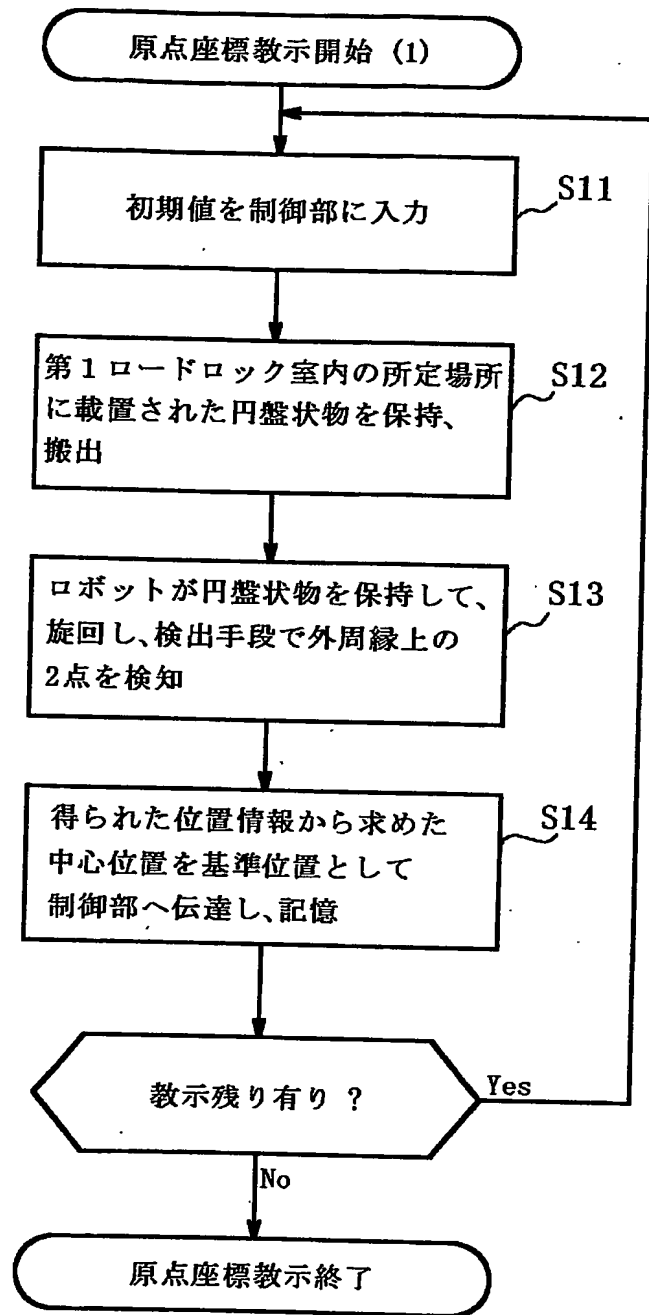 原点座標教示開始 (1)
初期値を制御部に入力
S11
第1ロードロック室内の所定場所
に載置された円盤状物を保持、
搬出
S12
ロボットが円盤状物を保持して、
旋回し、検出手段で外周縁上の
2点を検知
S13
得られた位置情報から求めた
中心位置を基準位置として
制御部へ伝達し、記憶
S14
教示残り有り ?
Yes
No
原点座標教示終了